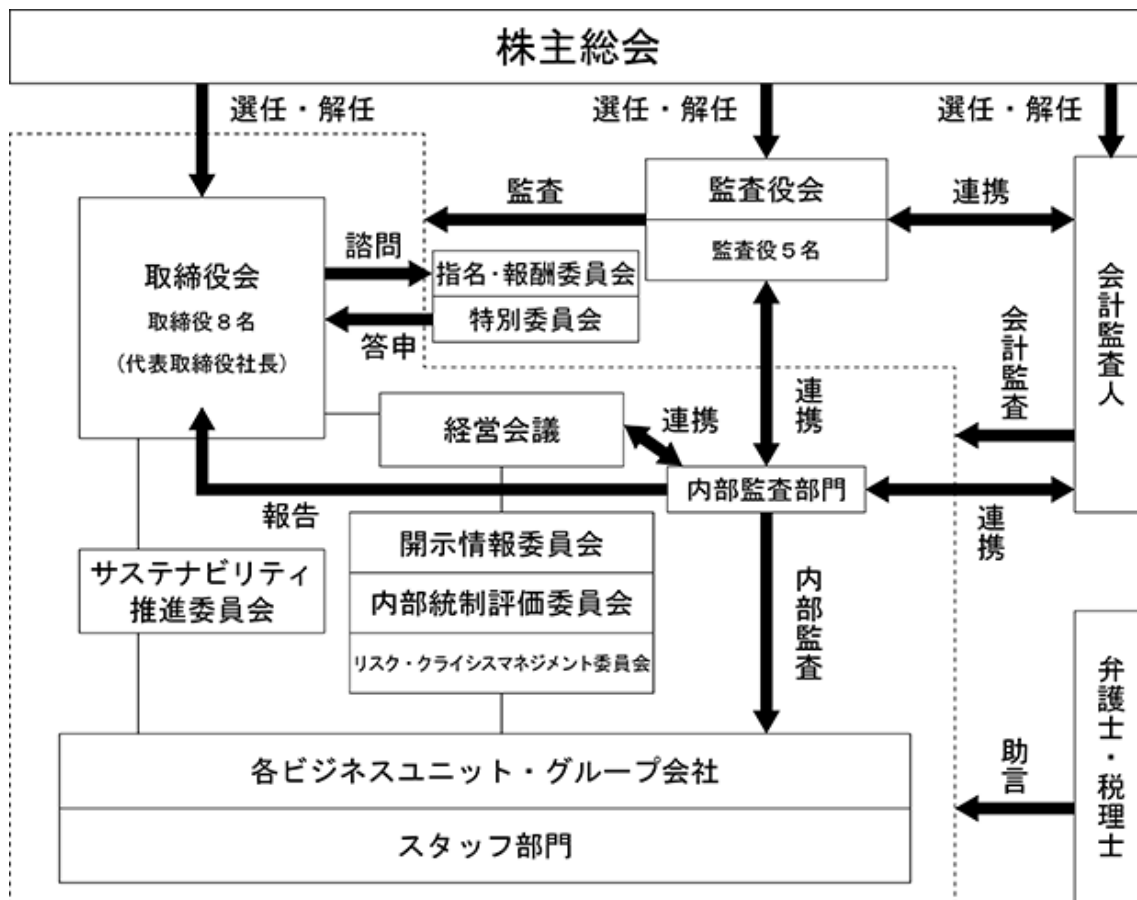 株主総会
選任・解任
選任・解任
選任・解任
監査役会
監査役5名
監査
連携
取締役会
取締役8名
(代表取締役社長)
諮問
指名・報酬委員会
特別委員会
答申
会計監査人
会計監査
経営会議
連携
連携
内部監査部門
報告
連携
開示情報委員会
内部統制評価委員会
リスク・クライシスマネジメント委員会
サステナビリティ
推進委員会
内部監査
各ビジネスユニット・グループ会社
スタッフ部門
助言
弁護士・税理士